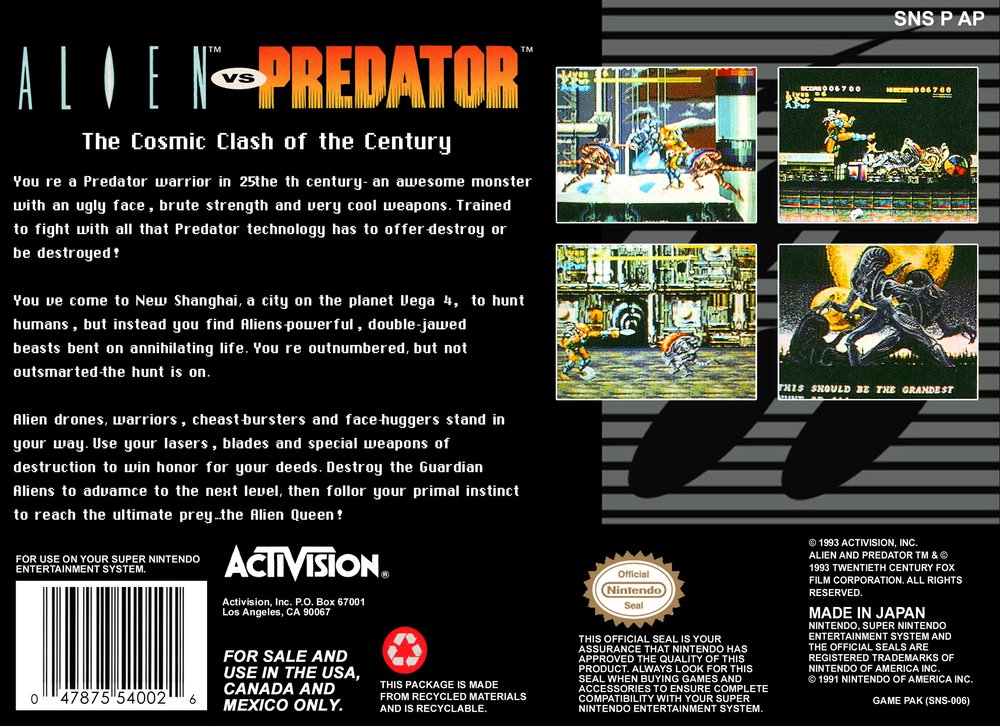 SNS P AP
ALIEN™ vs PREDATOR™
The Cosmic Clash of the Century
You re a Predator warrior in 25the th century- an awesome monster
with an ugly face, brute strength and very cool weapons. Trained
to fight with all that Predator technology has to offer-destroy or
be destroyed!
You ve come to New Shanghai, a city on the planet Vega 4, to hunt
humans, but instead you find Aliens-powerful, double-jawed
beasts bent on annihilating life. You re outnumbered, but not
outsmarted-the hunt is on.
Alien drones, warriors, cheast-bursters and face-huggers stand in
your way. Use your lasers, blades and special weapons of
destruction to win honor for your deeds. Destroy the Guardian
Aliens to advamce to the next level, then follor your primal instinct
to reach the ultimate prey...the Alien Queen!
006700
006700
THIS SHOULD BE THE GRANDEST
FOR USE ON YOUR SUPER NINTENDO
ENTERTAINMENT SYSTEM.
0 47875 54002 6
ACTIVISION®
Activision, Inc. P.O. Box 67001
Los Angeles, CA 90067
FOR SALE AND
USE IN THE USA,
CANADA AND
MEXICO ONLY.
THIS PACKAGE IS MADE
FROM RECYCLED MATERIALS
AND IS RECYCLABLE.
Official
Nintendo
Seal
THIS OFFICIAL SEAL IS YOUR
ASSURANCE THAT NINTENDO HAS
APPROVED THE QUALITY OF THIS
PRODUCT. ALWAYS LOOK FOR THIS
SEAL WHEN BUYING GAMES AND
ACCESSORIES TO ENSURE COMPLETE
COMPATIBILITY WITH YOUR SUPER
NINTENDO ENTERTAINMENT SYSTEM.
© 1993 ACTIVISION, INC.
ALIEN AND PREDATOR TM & ©
1993 TWENTIETH CENTURY FOX
FILM CORPORATION. ALL RIGHTS
RESERVED.
MADE IN JAPAN
NINTENDO, SUPER NINTENDO
ENTERTAINMENT SYSTEM AND
THE OFFICIAL SEALS ARE
REGISTERED TRADEMARKS OF
NINTENDO OF AMERICA INC.
© 1991 NINTENDO OF AMERICA INC.
GAME PAK (SNS-006)